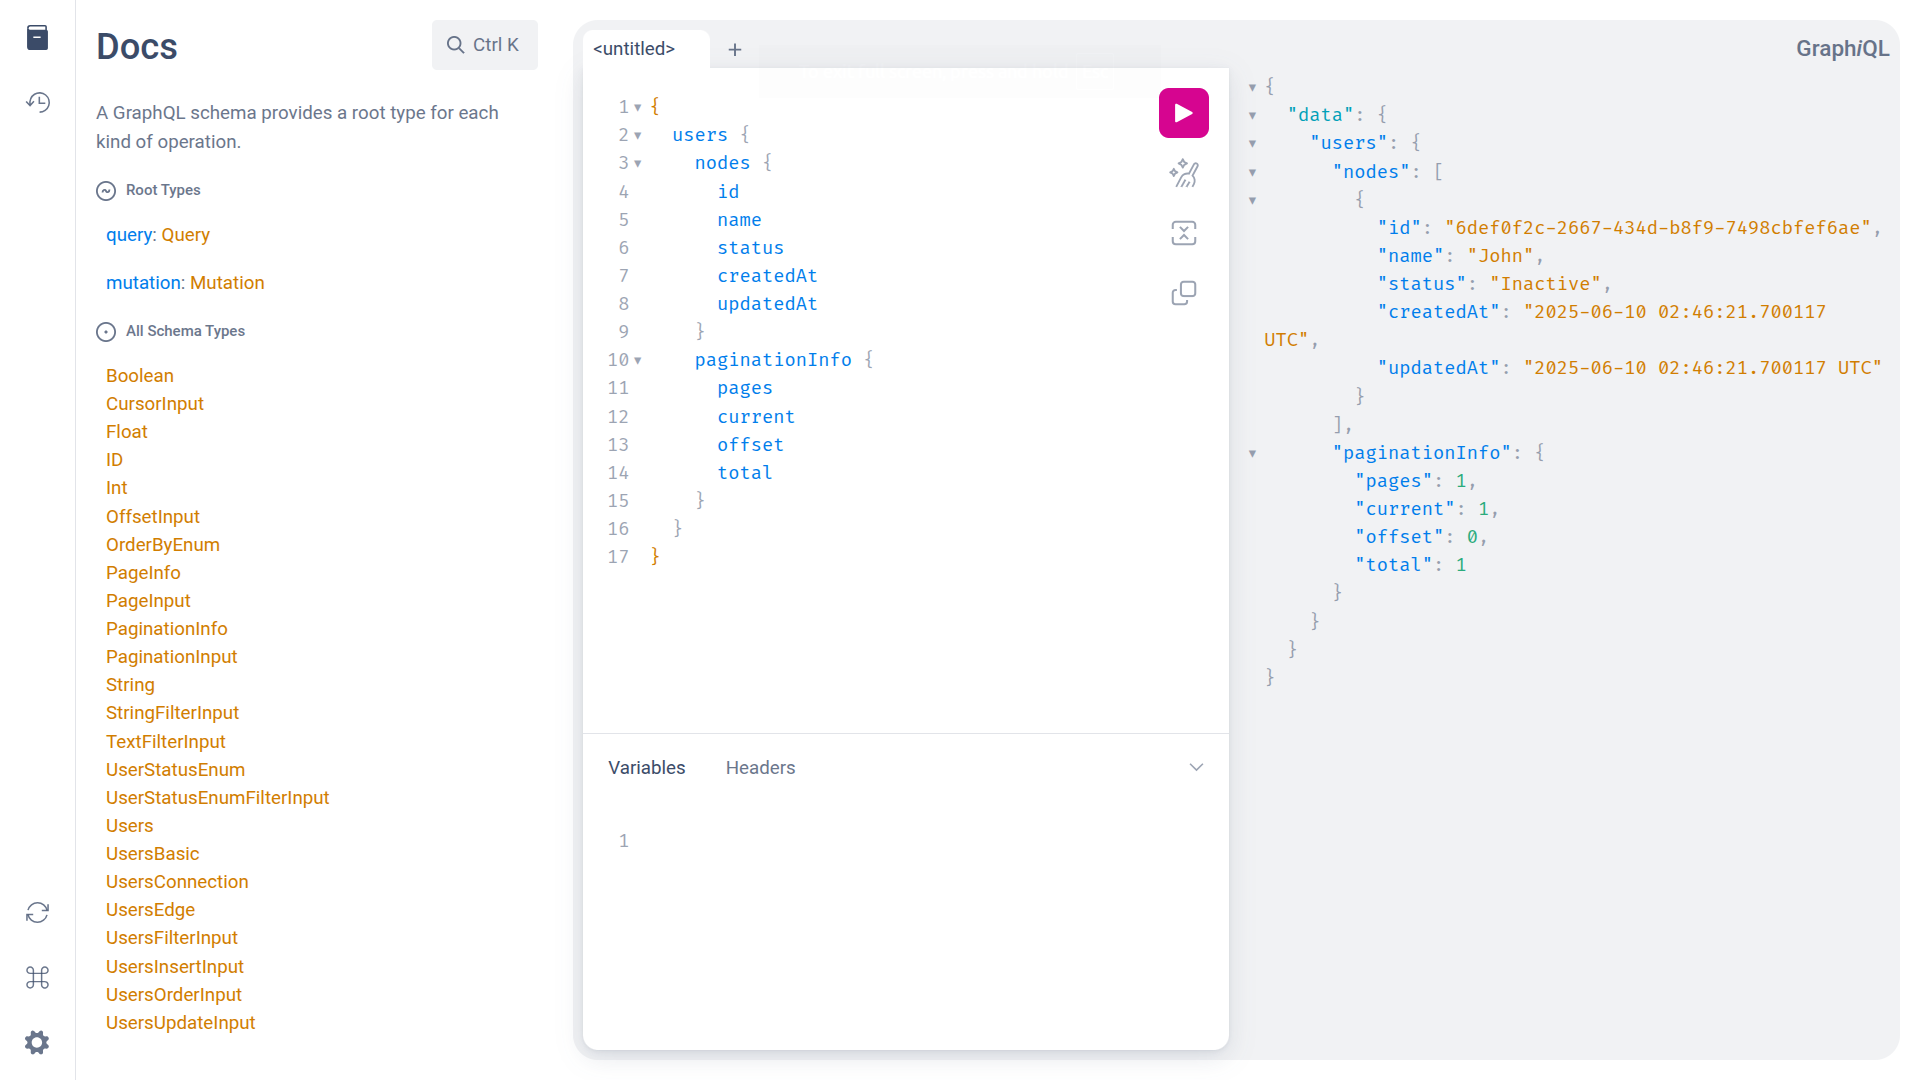 Docs
Ctrl K
A GraphQL schema provides a root type for each
kind of operation.
Root Types
query: Query
mutation: Mutation
All Schema Types
Boolean
CursorInput
Float
ID
Int
OffsetInput
OrderByEnum
PageInfo
PageInput
PaginationInfo
PaginationInput
String
StringFilterInput
TextFilterInput
UserStatusEnum
UserStatusEnumFilterInput
Users
UsersBasic
UsersConnection
UsersEdge
UsersFilterInput
UsersInsertInput
UsersOrderInput
UsersUpdateInput
<untitled>
+
GraphiQL
1 {
2 users {
3 nodes {
4 id
5 name
6 status
7 createdAt
8 updatedAt
9 }
10 paginationInfo {
11 pages
12 current
13 offset
14 total
15 }
16 }
17 }
Variables Headers
1
{
"data": {
"users": {
"nodes": [
{
"id": "6def0f2c-2667-434d-b8f9-7498cbfef6ae",
"name": "John",
"status": "Inactive",
"createdAt": "2025-06-10 02:46:21.700117
UTC",
"updatedAt": "2025-06-10 02:46:21.700117 UTC"
}
],
"paginationInfo": {
"pages": 1,
"current": 1,
"offset": 0,
"total": 1
}
}
}
}